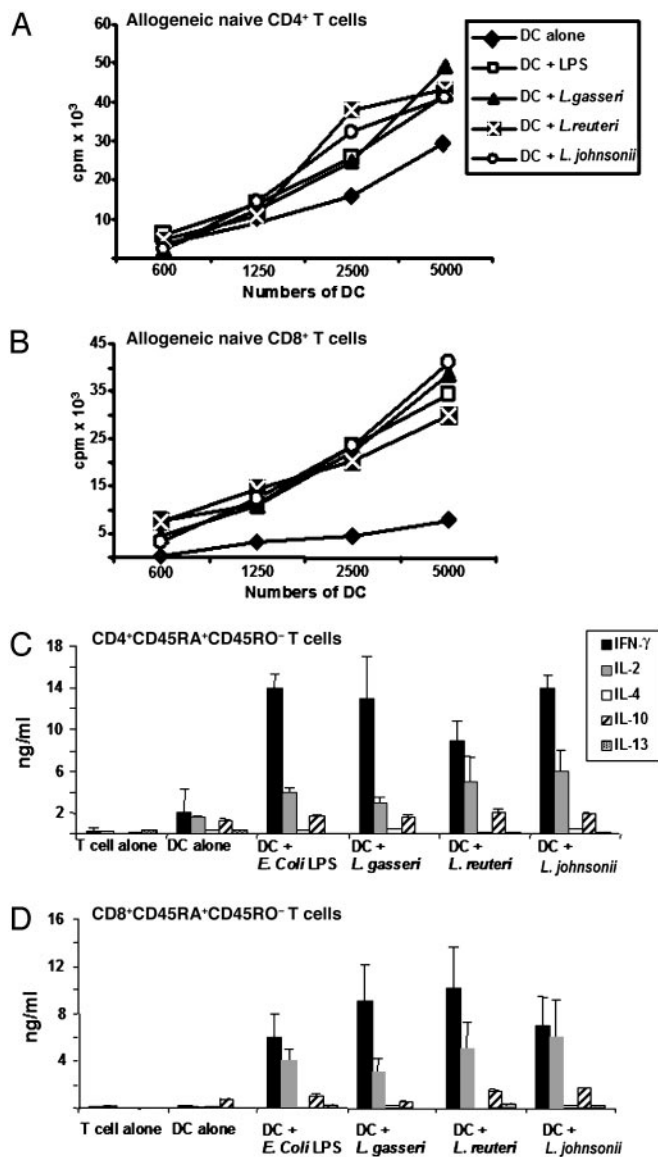 A
Allogeneic naive CD4+ T cells
60
50
40
30
20
10
cpm x 10³
600 1250 2500 5000
Numbers of DC
DC alone
DC + LPS
DC + L.gasseri
DC + L.reuteri
DC + L. johnsonii
B
Allogeneic naive CD8+ T cells
45
35
25
15
5
cpm x 10³
600 1250 2500 5000
Numbers of DC
C
CD4+CD45RA+CD45RO- T cells
18
14
10
6
2
ng/ml
IFN-γ
IL-2
IL-4
IL-10
IL-13
T cell alone DC alone DC + DC + DC + DC +
E. Coli LPS L. gasseri L. reuteri L. johnsonii
D
CD8+CD45RA+CD45RO- T cells
16
12
8
4
ng/ml
T cell alone DC alone DC + DC + DC + DC +
E. Coli LPS L. gasseri L. reuteri L. johnsonii